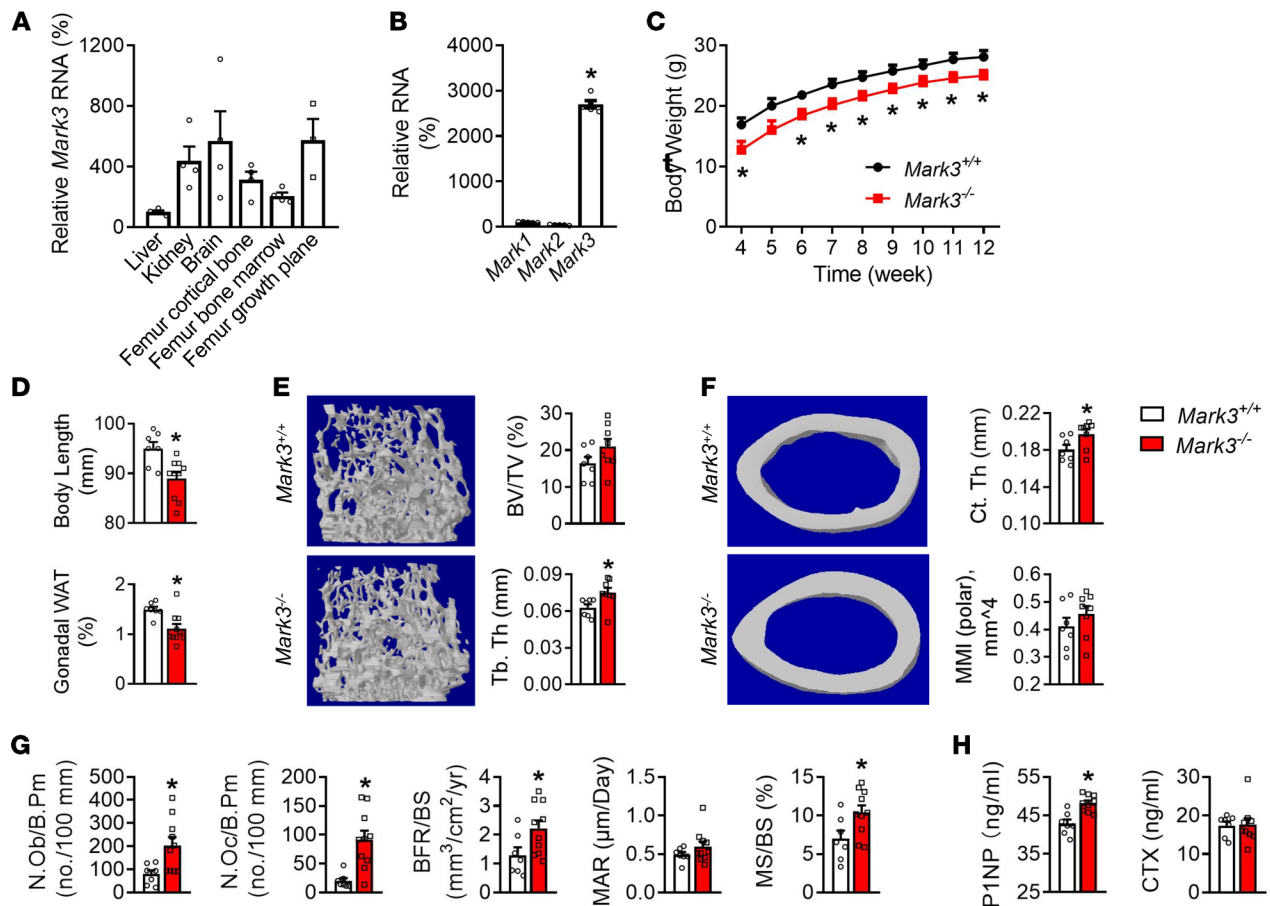 A
Relative Mark3 RNA (%)
1200
800
400
0
Liver
Kidney
Brain
Femur cortical bone
Femur bone marrow
Femur growth plane
B
Relative RNA
(%)
4000
3000
2000
1000
0
*
Mark1
Mark2
Mark3
C
Body Weight (g)
30
20
10
0
* * * * * * * *
Mark3+/+
Mark3-/-
4 5 6 7 8 9 10 11 12
Time (week)
D
Body Length
(mm)
100
90
80
*
Gonadal WAT
(%)
2
1
0
*
E
Mark3+/+
Mark3-/-
BV/TV (%)
30
20
10
0
Tb. Th (mm)
0.09
0.06
0.03
0.00
*
F
Mark3+/+
Mark3-/-
Ct. Th (mm)
0.22
0.18
0.14
0.10
*
MMI (polar),
mm^4
0.6
0.5
0.4
0.3
0.2
Mark3+/+
Mark3-/-
G
N.Ob/B.Pm
(no./100 mm)
500
400
300
200
100
0
*
N.Oc/B.Pm
(no./100 mm)
200
150
100
50
0
*
BFR/BS
(mm³/cm²/yr)
4
3
2
1
0
*
MAR (µm/Day)
1.5
1.0
0.5
0.0
MS/BS (%)
15
10
5
0
*
H
P1NP (ng/ml)
55
45
35
25
*
CTX (ng/ml)
30
20
10
0